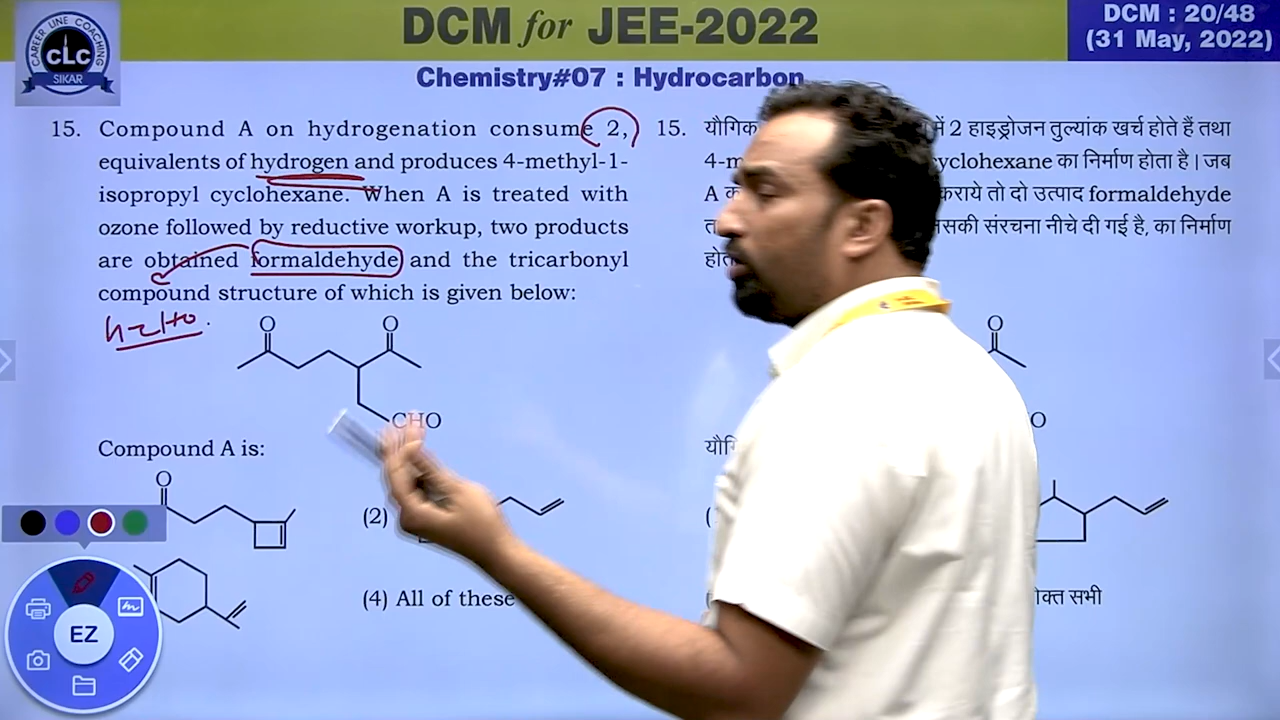 DCM for JEE-2022
DCM : 20/48
(31 May, 2022)
CAREER LINE COACHING
CLC
SIKAR
Chemistry#07 : Hydrocarbon
15. Compound A on hydrogenation consume 2,
equivalents of hydrogen and produces 4-methyl-1-
isopropyl cyclohexane. When A is treated with
ozone followed by reductive workup, two products
are obtained formaldehyde and the tricarbonyl
compound structure of which is given below:
O O
CHO
Compound A is:
O
(2)
(4) All of these
EZ
15. में 2 हाइड्रोजन तुल्यांक खर्च होते हैं तथा
cyclohexane का निर्माण होता है। जब
A कराये तो दो उत्पाद formaldehyde
संरचना नीचे दी गई है, का निर्माण
O
O
सभी